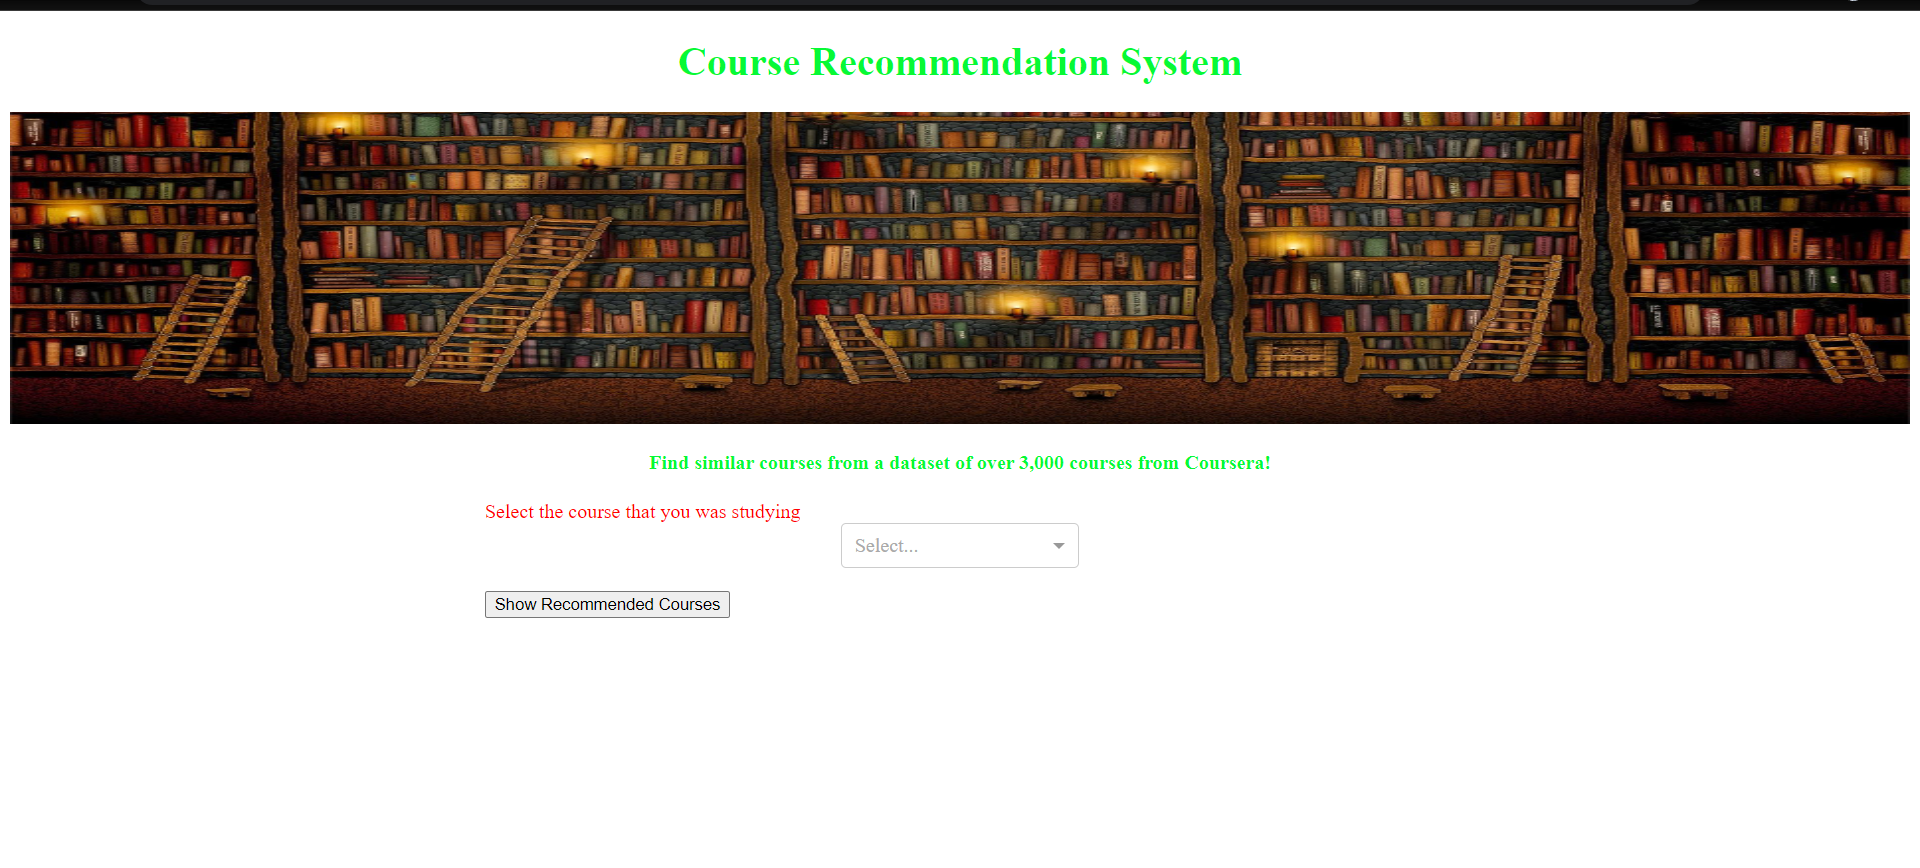 Course Recommendation System
Find similar courses from a dataset of over 3,000 courses from Coursera!
Select the course that you was studying
Select...
Show Recommended Courses